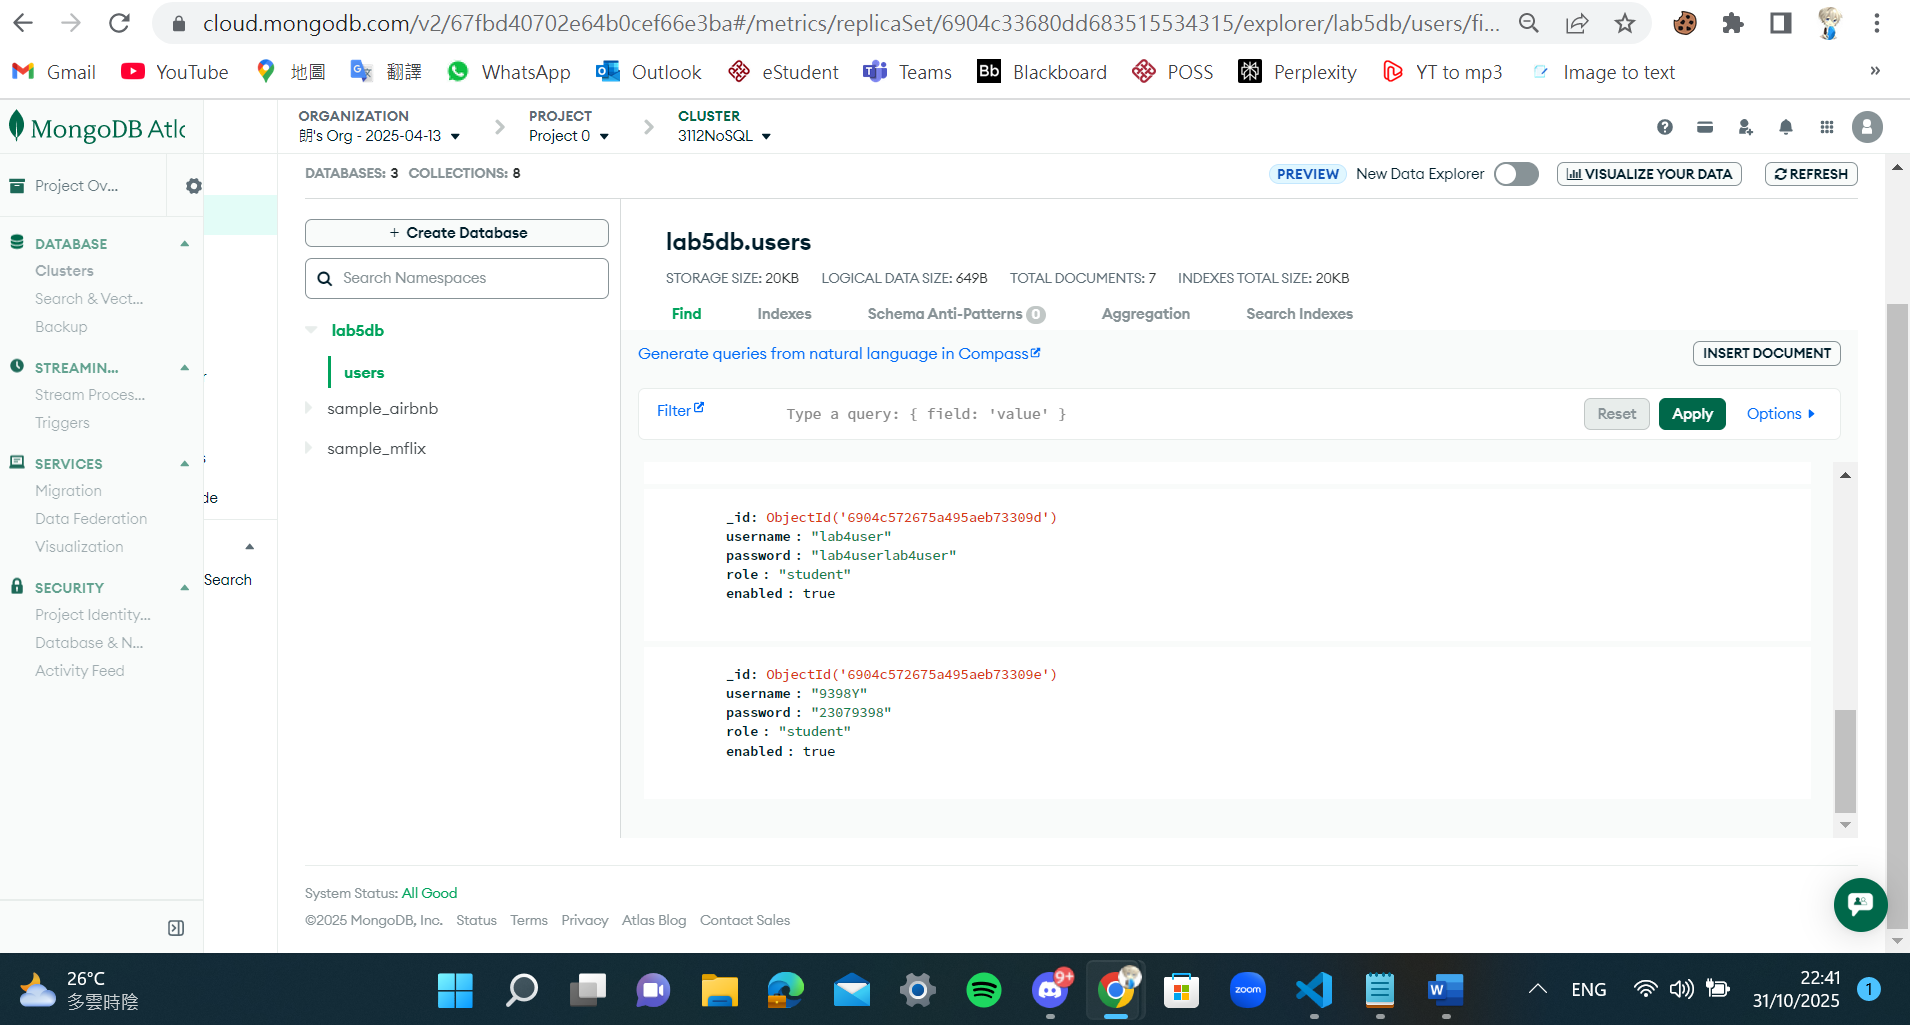 cloud.mongodb.com/v2/67fbd40702e64b0cef66e3ba#/metrics/replicaSet/6904c33680dd683515534315/explorer/lab5db/users/fi...
Gmail YouTube 地圖 翻譯 WhatsApp Outlook eStudent Teams Bb Blackboard POSS Perplexity YT to mp3 Image to text »
MongoDB Atlc
ORGANIZATION PROJECT CLUSTER
朗's Org - 2025-04-13 Project 0 3112NoSQL
DATABASES: 3 COLLECTIONS: 8
PREVIEW New Data Explorer VISUALIZE YOUR DATA REFRESH
Project Ov...
DATABASE
Clusters
Search & Vect...
Backup
STREAMIN...
Stream Proces...
Triggers
SERVICES
Migration
Data Federation
Visualization
SECURITY
Project Identity...
Database & N...
Activity Feed
de
Search
+ Create Database
Search Namespaces
lab5db
users
sample_airbnb
sample_mflix
lab5db.users
STORAGE SIZE: 20KB LOGICAL DATA SIZE: 649B TOTAL DOCUMENTS: 7 INDEXES TOTAL SIZE: 20KB
Find Indexes Schema Anti-Patterns 0 Aggregation Search Indexes
Generate queries from natural language in Compass
INSERT DOCUMENT
Filter Type a query: { field: 'value' } Reset Apply Options
_id: ObjectId('6904c572675a495aeb73309d')
username : "lab4user"
password : "lab4userlab4user"
role : "student"
enabled : true
_id: ObjectId('6904c572675a495aeb73309e')
username : "9398Y"
password : "23079398"
role : "student"
enabled : true
System Status: All Good
©2025 MongoDB, Inc. Status Terms Privacy Atlas Blog Contact Sales
26°C
多雲時陰
9+
zoom
W
ENG
22:41
31/10/2025
1